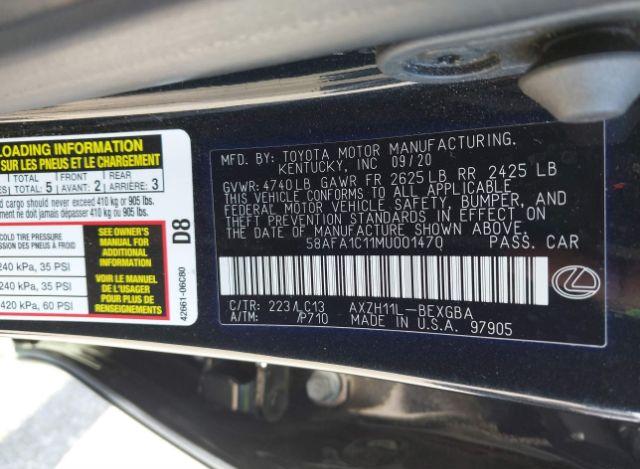 LOADING INFORMATION
SUR LES PNEUS ET LE CHARGEMENT
TOTAL: 5 FRONT AVANT: 2 REAR ARRIÈRE: 3
d cargo should never exceed 410 kg or 905 lbs.
ment ne doit jamais dépasser 410 kg ou 905 lbs.
COLD TIRE PRESSURE
240 kPa, 35 PSI
240 kPa, 35 PSI
420 kPa, 60 PSI
SEE OWNER'S
MANUAL FOR
ADDITIONAL
INFORMATION
VOIR LE MANUEL
DE L'USAGER
POUR PLUS DE
RENSEIGNEMENTS
D8
42661-06C80
MFD. BY: TOYOTA MOTOR MANUFACTURING,
KENTUCKY, INC 09/20
GVWR: 4740LB GAWR FR 2625LB RR 2425 LB
THIS VEHICLE CONFORMS TO ALL APPLICABLE
FEDERAL MOTOR VEHICLE SAFETY, BUMPER, AND
THEFT PREVENTION STANDARDS IN EFFECT ON
THE DATE OF MANUFACTURE SHOWN ABOVE.
58AFA1C11MU001470 PASS. CAR
C/TR: 223/LC13 AXZH11L-BEXGBA
A/TM: /P710 MADE IN U.S.A. 97905